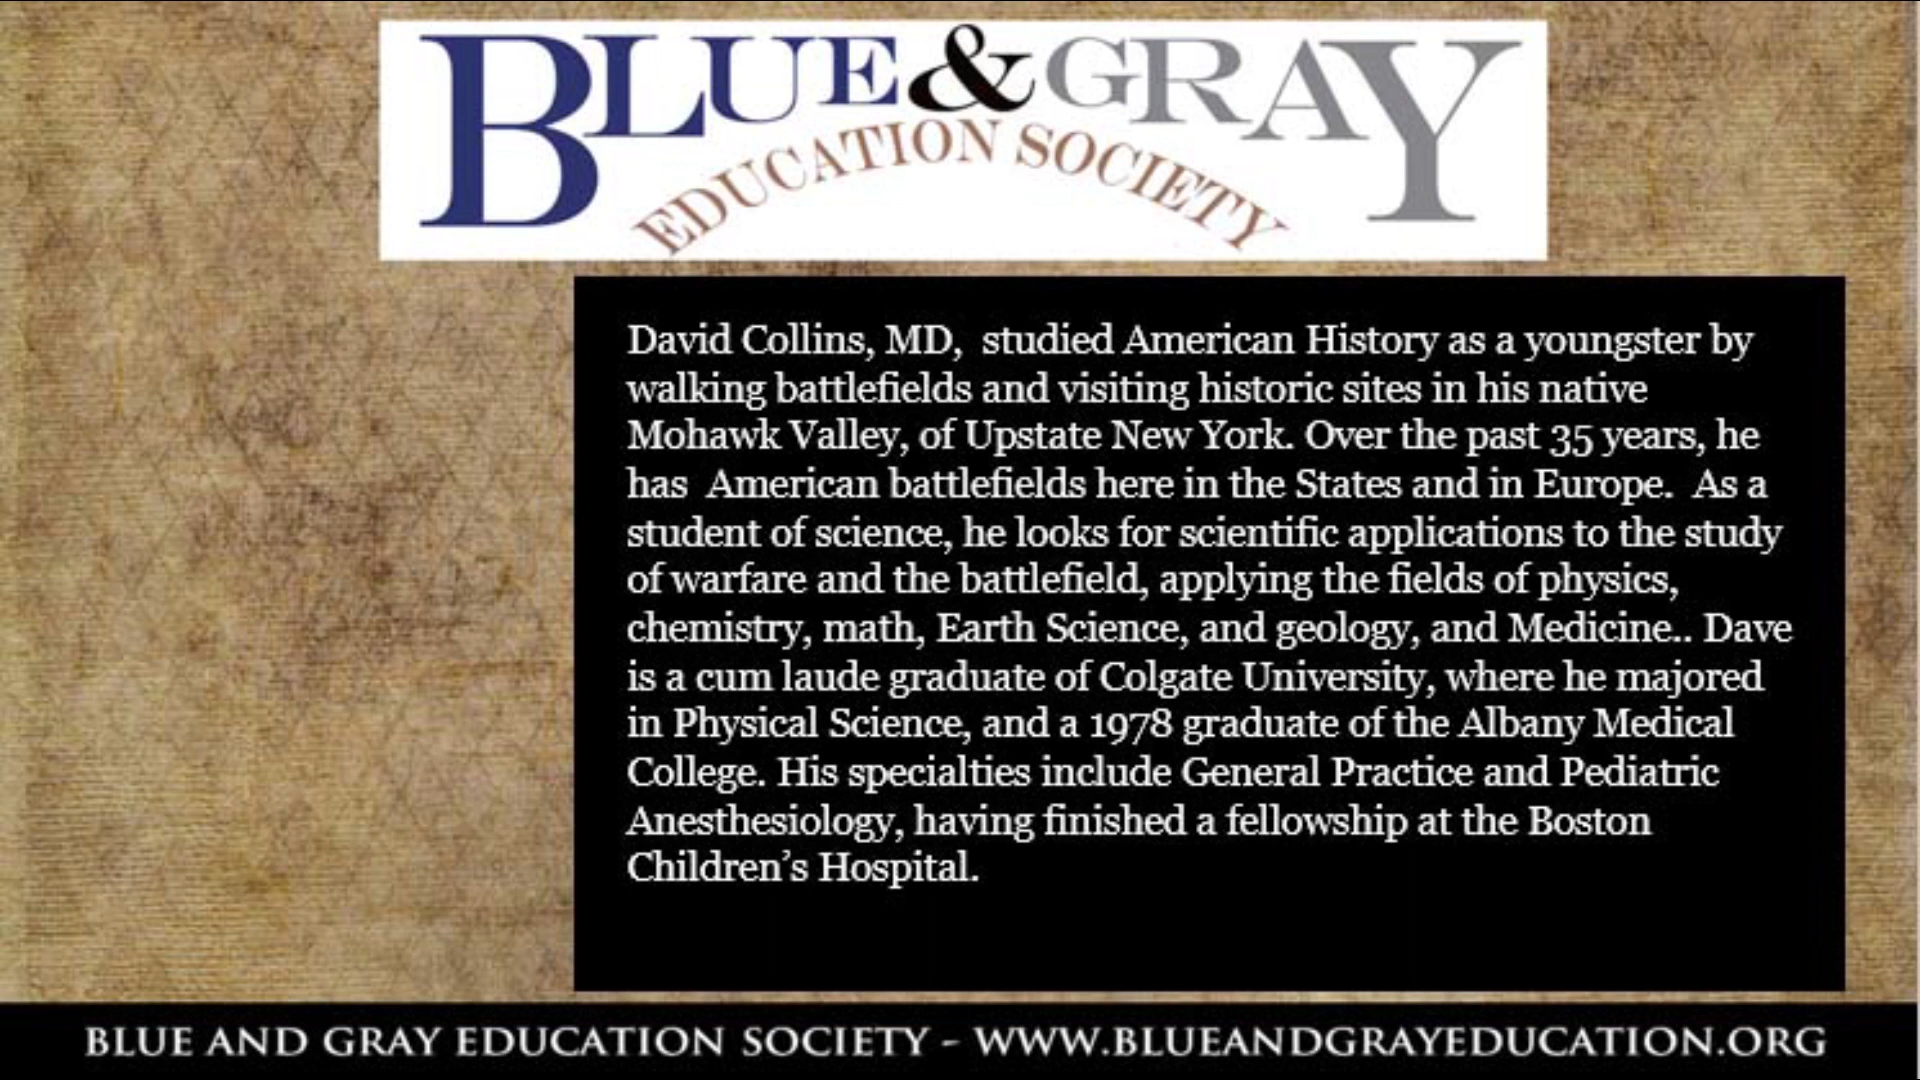 BLUE & GRAY
EDUCATION SOCIETY
David Collins, MD,  studied American History as a youngster by
walking battlefields and visiting historic sites in his native
Mohawk Valley, of Upstate New York. Over the past 35 years, he
has  American battlefields here in the States and in Europe.  As a
student of science, he looks for scientific applications to the study
of warfare and the battlefield, applying the fields of physics,
chemistry, math, Earth Science, and geology, and Medicine.. Dave
is a cum laude graduate of Colgate University, where he majored
in Physical Science, and a 1978 graduate of the Albany Medical
College. His specialties include General Practice and Pediatric
Anesthesiology, having finished a fellowship at the Boston
Children’s Hospital.
BLUE AND GRAY EDUCATION SOCIETY - WWW.BLUEANDGRAYEDUCATION.ORG